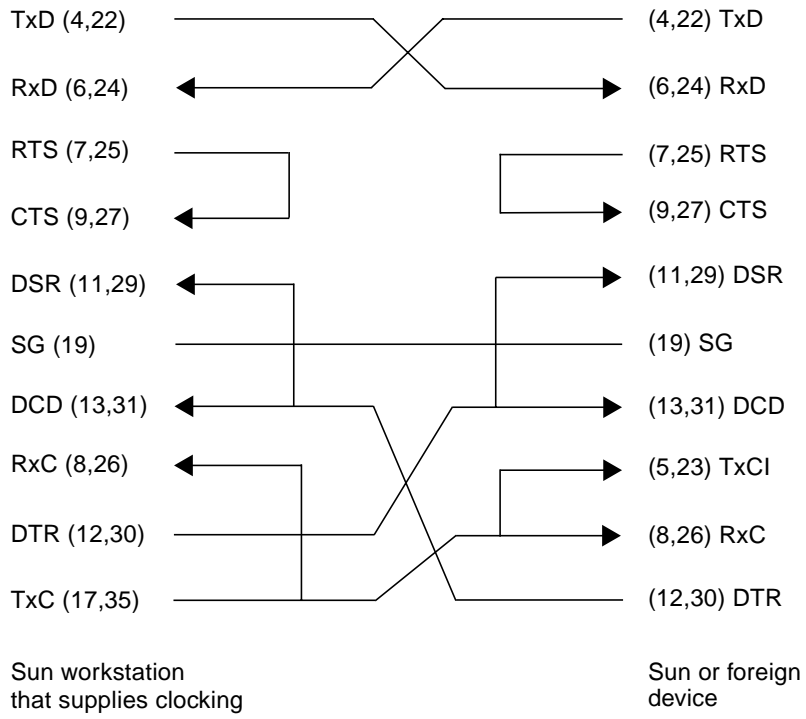 TxD (4,22) (4,22) TxD
RxD (6,24) (6,24) RxD
RTS (7,25) (7,25) RTS
CTS (9,27) (9,27) CTS
DSR (11,29) (11,29) DSR
SG (19) (19) SG
DCD (13,31) (13,31) DCD
RxC (8,26) (5,23) TxCI
DTR (12,30) (8,26) RxC
TxC (17,35) (12,30) DTR
Sun workstation
that supplies clocking
Sun or foreign
device